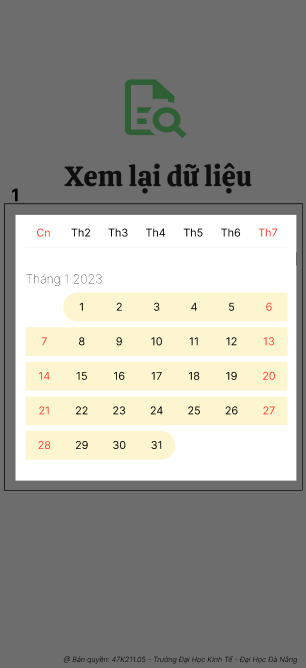 Xem lại dữ liệu
1
Cn Th2 Th3 Th4 Th5 Th6 Th7
Tháng 1 2023
1 2 3 4 5 6
7 8 9 10 11 12 13
14 15 16 17 18 19 20
21 22 23 24 25 26 27
28 29 30 31
@ Bản quyền: 47K211.05 - Trường Đại Học Kinh Tế - Đại Học Đà Nẵng